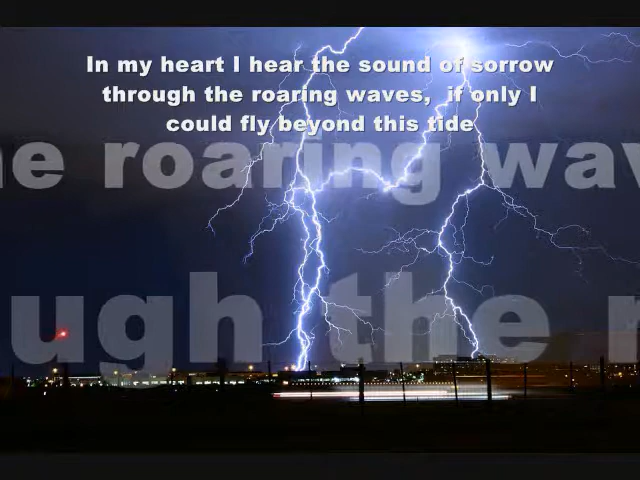 In my heart I hear the sound of sorrow
through the roaring waves, if only I
could fly beyond this tide
he roaring wav
ugh the r